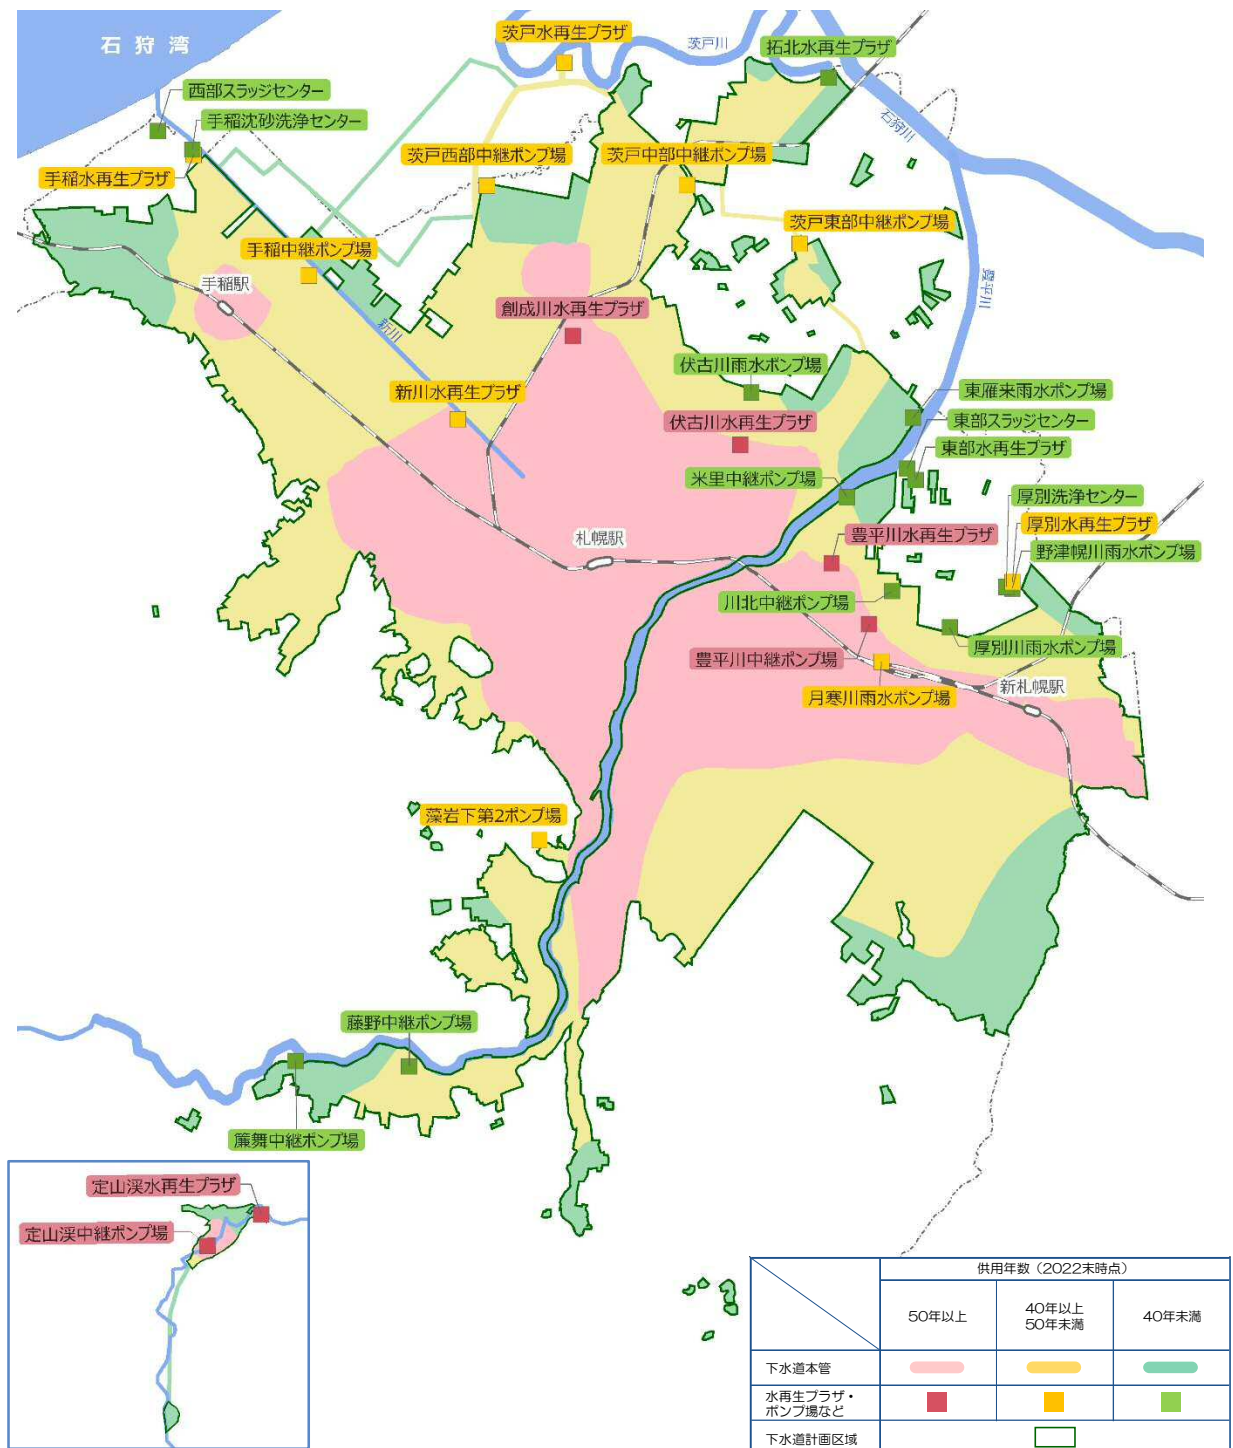 石狩湾
茨戸水再生プラザ
茨戸川
拓北水再生プラザ
西部スラッジセンター
手稲沈砂洗浄センター
石狩川
茨戸西部中継ポンプ場
茨戸中部中継ポンプ場
手稲水再生プラザ
茨戸東部中継ポンプ場
手稲中継ポンプ場
手稲駅
豊平川
創成川水再生プラザ
新川
伏古川雨水ポンプ場
新川水再生プラザ
東雁来雨水ポンプ場
伏古川水再生プラザ
東部スラッジセンター
東部水再生プラザ
米里中継ポンプ場
厚別洗浄センター
厚別水再生プラザ
札幌駅
豊平川水再生プラザ
野津幌川雨水ポンプ場
川北中継ポンプ場
厚別川雨水ポンプ場
豊平川中継ポンプ場
新札幌駅
月寒川雨水ポンプ場
藻岩下第2ポンプ場
藤野中継ポンプ場
簾舞中継ポンプ場
定山渓水再生プラザ
定山渓中継ポンプ場
供用年数（2022末時点）
50年以上
40年以上
50年未満
40年未満
下水道本管
水再生プラザ・
ポンプ場など
下水道計画区域